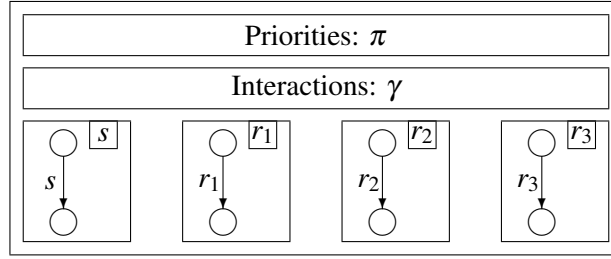 Priorities: π
Interactions: γ
s r₁ r₂ r₃
s r₁ r₂ r₃